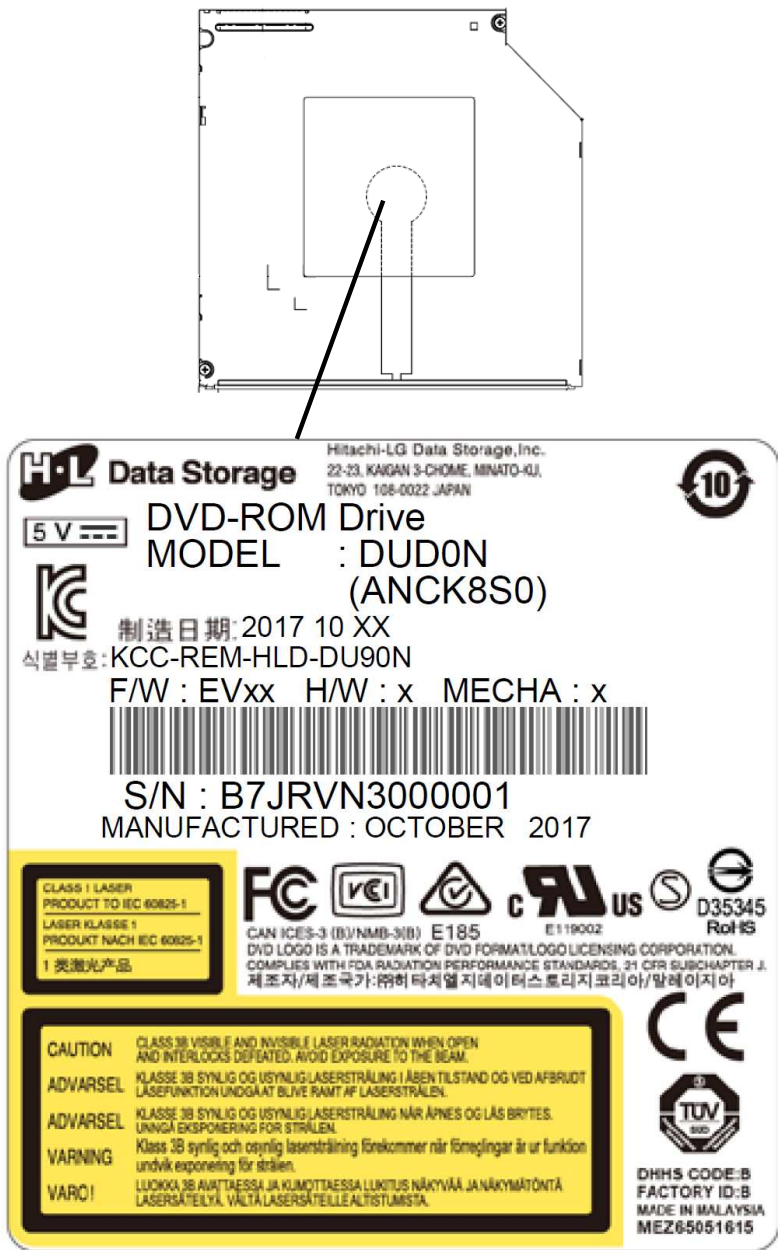 H·L Data Storage
Hitachi-LG Data Storage,Inc.
22-23, KAIGAN 3-CHOME, MINATO-KU,
TOKYO 108-0022 JAPAN
10
5 V
DVD-ROM Drive
MODEL : DUD0N
(ANCK8S0)
制造日期:2017 10 XX
식별부호:KCC-REM-HLD-DU90N
F/W : EVxx H/W : x MECHA : x
S/N : B7JRVN3000001
MANUFACTURED : OCTOBER 2017
CLASS 1 LASER
PRODUCT TO IEC 60825-1
LASER KLASSE 1
PRODUKT NACH IEC 60825-1
1 类激光产品
FC VCI c RU US S D35345
RoHS
CAN ICES-3 (B)/NMB-3(B) E185 E119002
DVD LOGO IS A TRADEMARK OF DVD FORMAT/LOGO LICENSING CORPORATION.
COMPLIES WITH FDA RADIATION PERFORMANCE STANDARDS, 21 CFR SUBCHAPTER J.
제조자/제조국가:㈜히타치엘지데이터스토리지코리아/말레이지아
CE
CAUTION CLASS 3B VISIBLE AND INVISIBLE LASER RADIATION WHEN OPEN
AND INTERLOCKS DEFEATED. AVOID EXPOSURE TO THE BEAM.
ADVARSEL KLASSE 3B SYNLIG OG USYNLIG LASERSTRÅLING I ÅBEN TILSTAND OG VED AFBRUDT
LÅSEFUNKTION UNDGÅ AT BLIVE RAMT AF LASERSTRÅLEN.
ADVARSEL KLASSE 3B SYNLIG OG USYNLIG LASERSTRÅLING NÅR ÅPNES OG LÅS BRYTES.
UNNGÅ EKSPONERING FOR STRÅLEN.
VARNING Klass 3B synlig och osynlig laserstrålning förekommer når föreglingar är ur funktion
undvik exponering för strålen.
VARO! LUOKKA 3B AVATTAESSA JA KUMOTTAESSA LUKITUS NÄKYVÄÄ JA NÄKYMÄTÖNTÄ
LASERSÄTEILYÄ. VÄLTÄ LASERSÄTEILLE ALTISTUMISTA.
TÜV
SÜD
DHHS CODE:B
FACTORY ID:B
MADE IN MALAYSIA
MEZ65051615